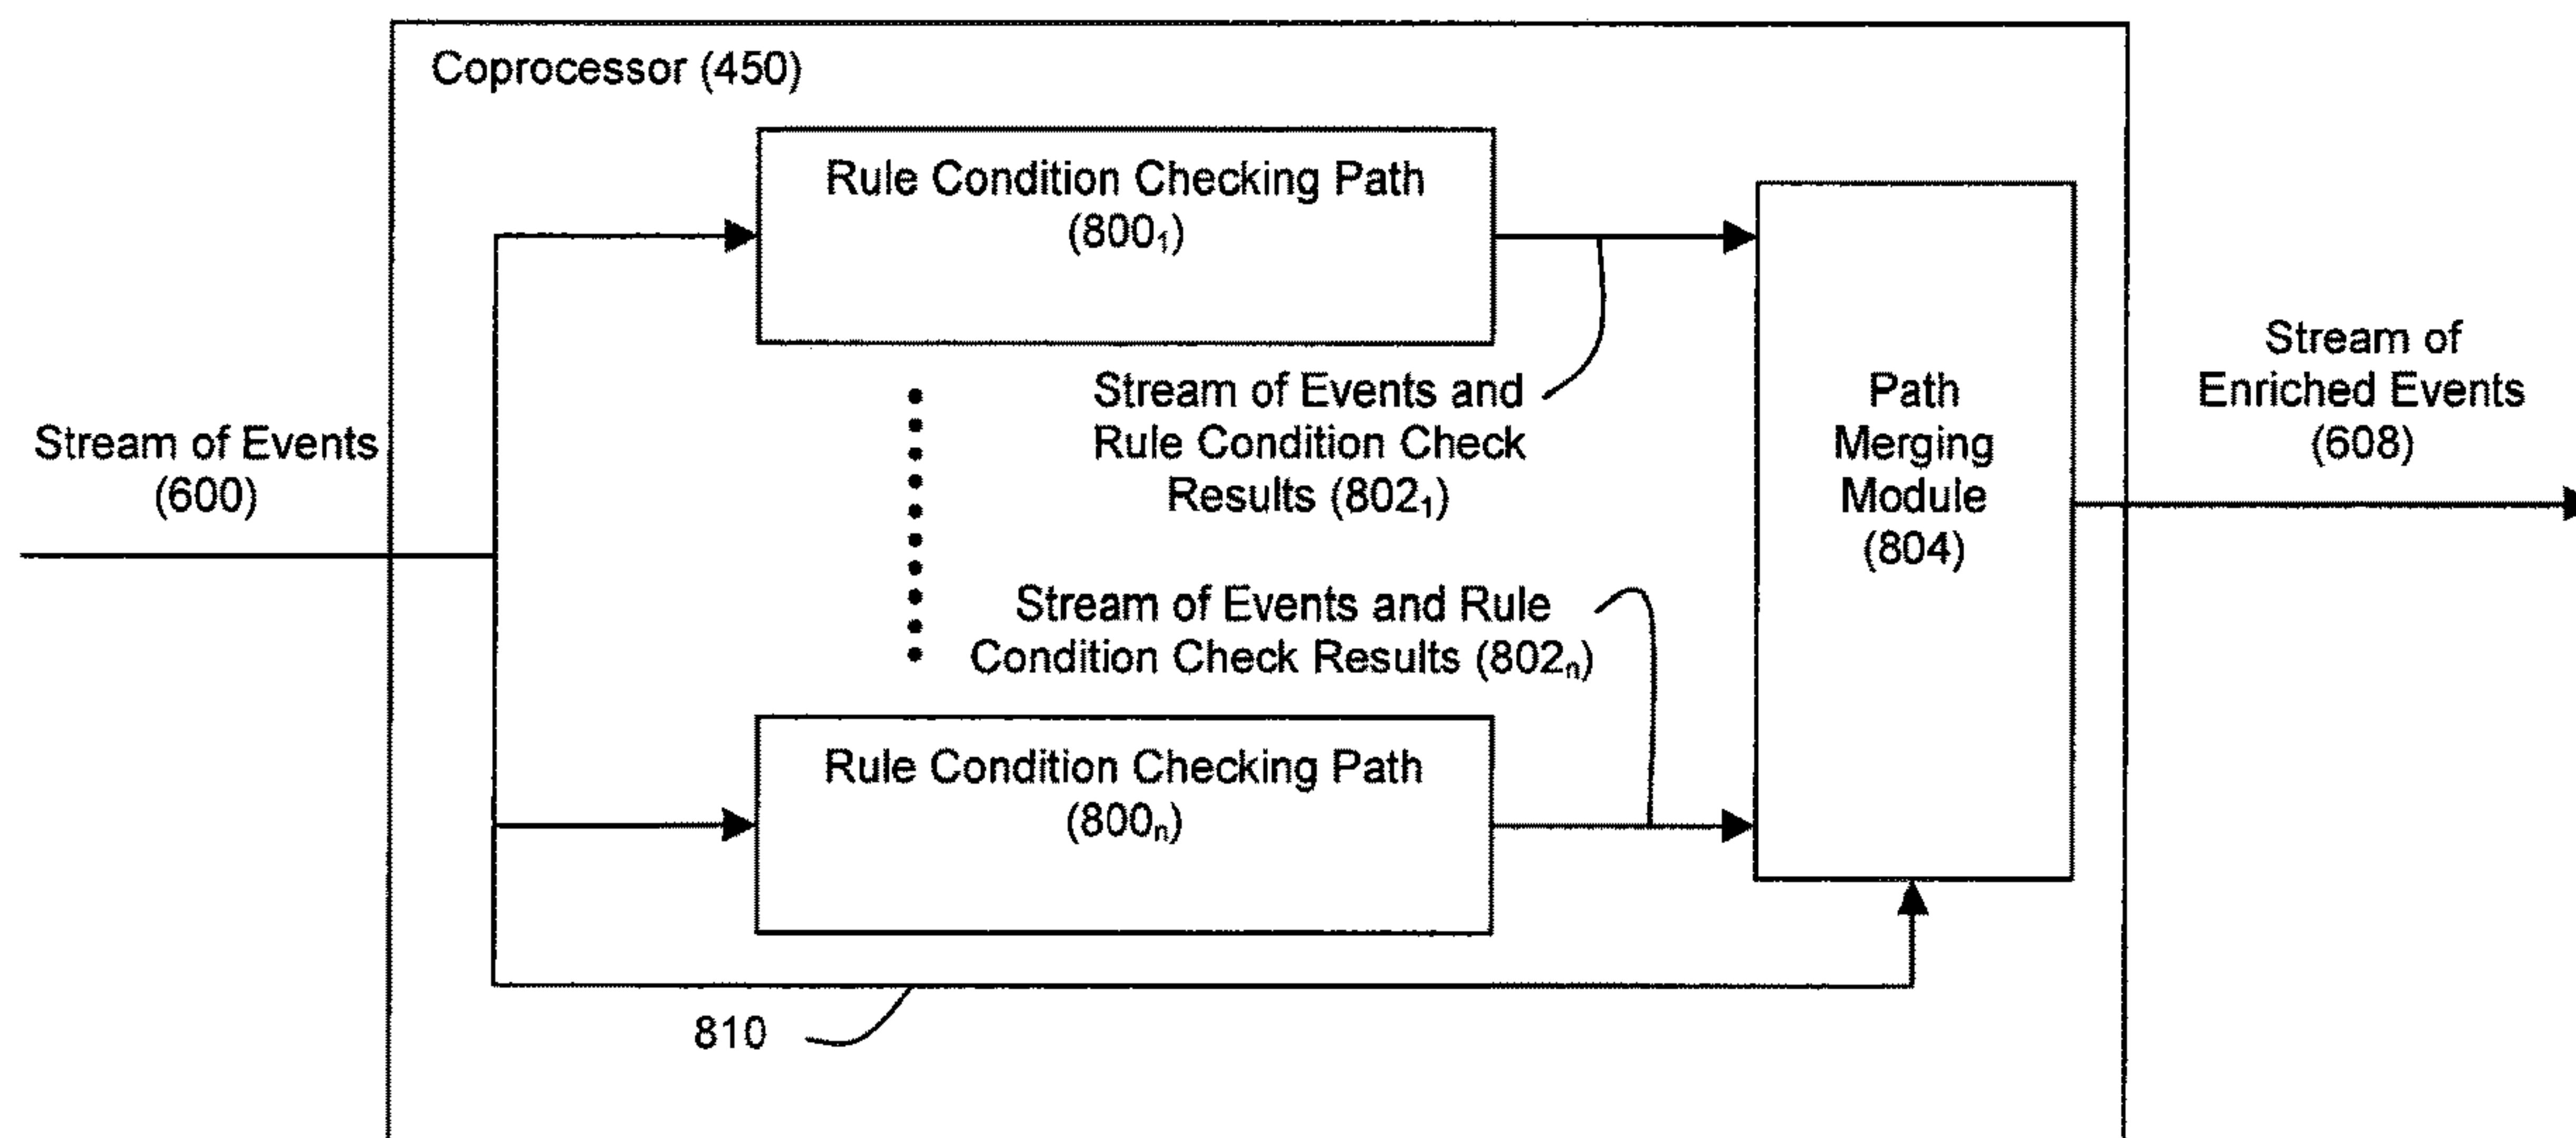 Coprocessor (450)
Rule Condition Checking Path
(800₁)
Stream of Events
(600)
Stream of Events and
Rule Condition Check
Results (802₁)
Path
Merging
Module
(804)
Stream of
Enriched Events
(608)
Stream of Events and Rule
Condition Check Results (802ₙ)
Rule Condition Checking Path
(800ₙ)
810